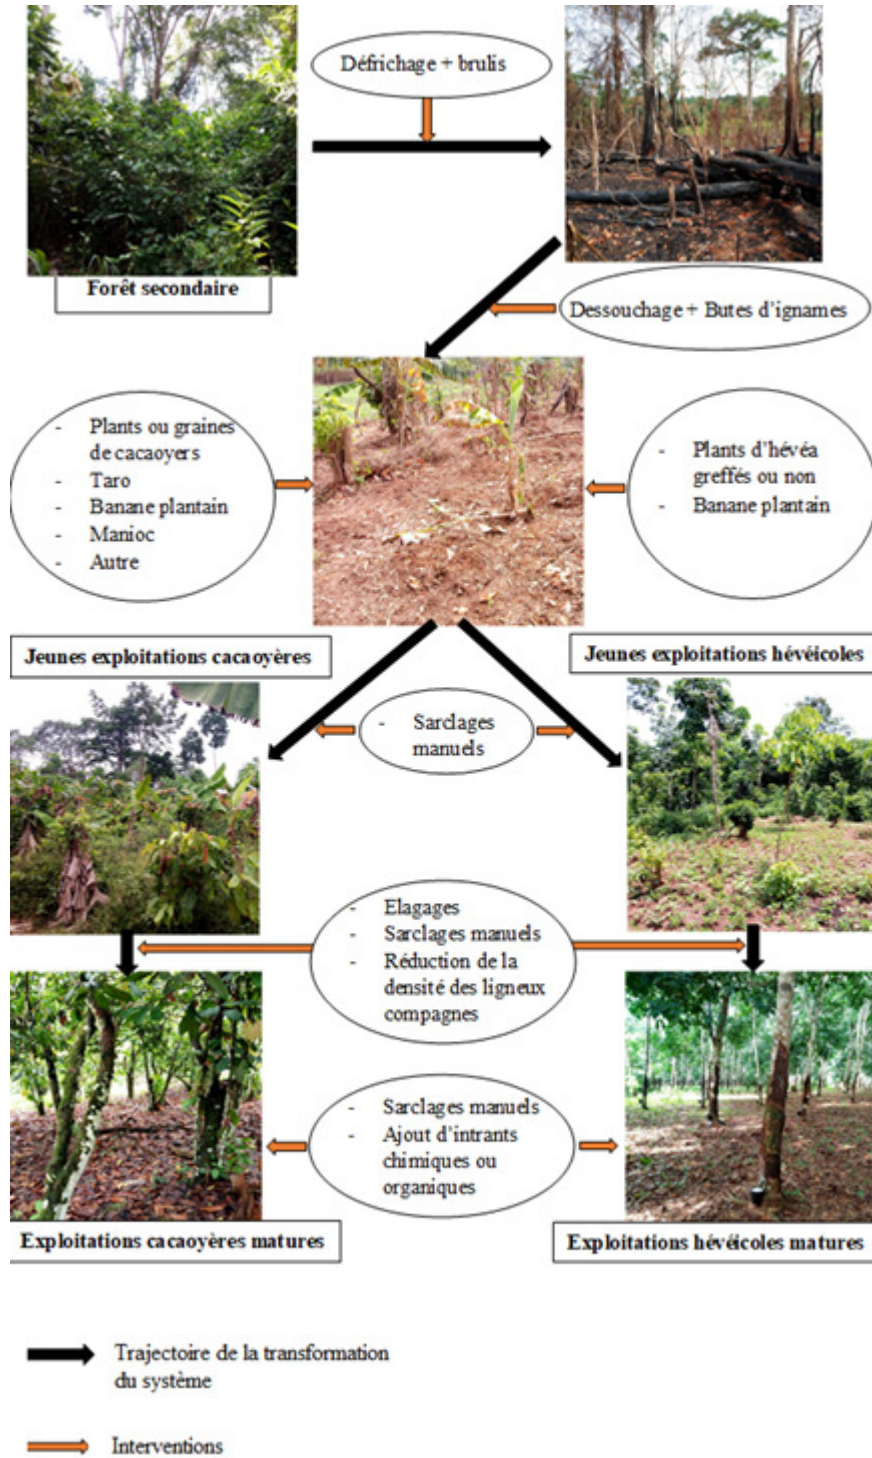 Défrichage + brulis
Forêt secondaire
Dessouchage + Butes d'ignames
- Plants ou graines
de cacaoyers
- Taro
- Banane plantain
- Manioc
- Autre
- Plants d'hévéa
greffés ou non
- Banane plantain
Jeunes exploitations cacaoyères
Jeunes exploitations hévéicoles
- Sarclages
manuels
- Elagages
- Sarclages manuels
- Réduction de la
densité des ligneux
compagnes
- Sarclages manuels
- Ajout d'intrants
chimiques ou
organiques
Exploitations cacaoyères matures
Exploitations hévéicoles matures
Trajectoire de la transformation
du système
Interventions